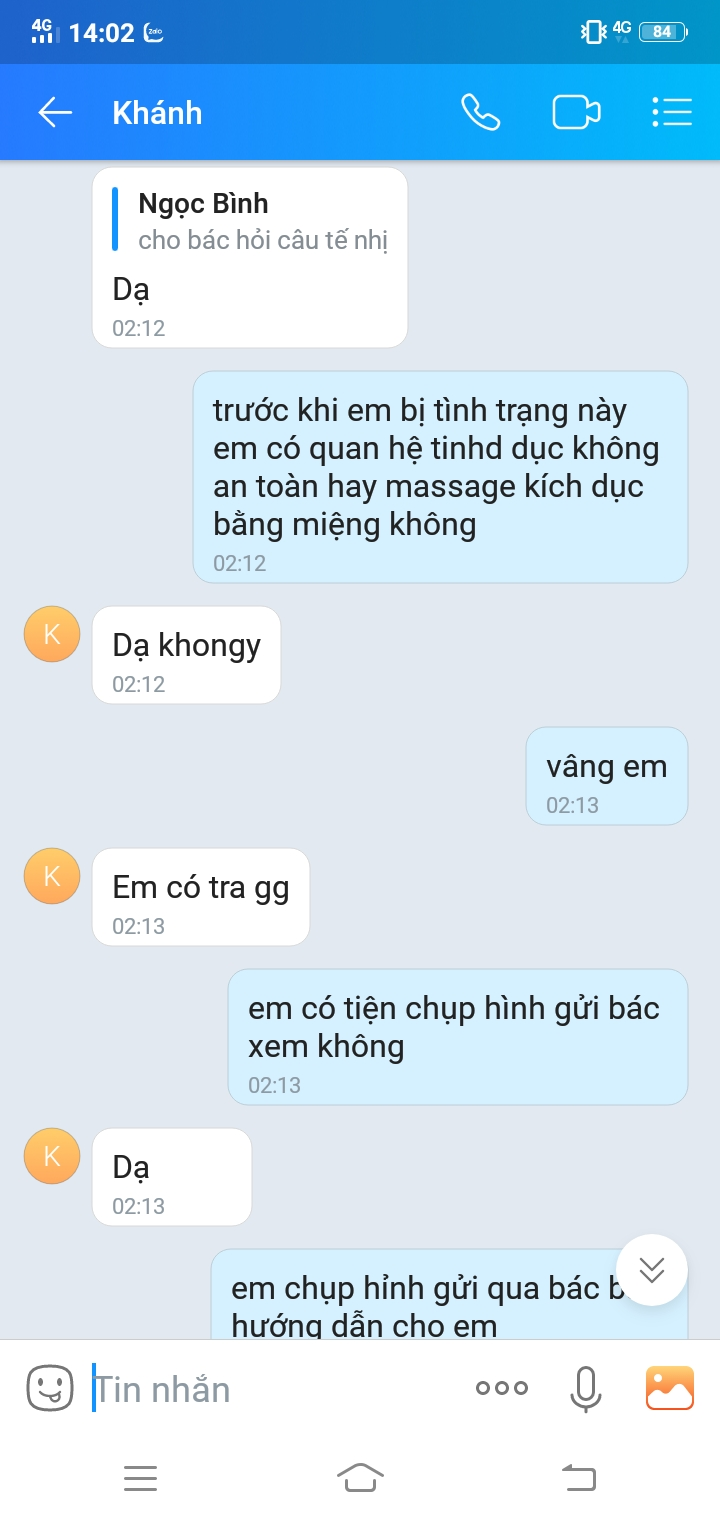 4G 14:02 Zalo 4G 84
Khánh
Ngọc Bình
cho bác hỏi câu tế nhị
Dạ
02:12
trước khi em bị tình trạng này
em có quan hệ tinhd dục không
an toàn hay massage kích dục
bằng miệng không
02:12
K
Dạ khongy
02:12
vâng em
02:13
K
Em có tra gg
02:13
em có tiện chụp hình gửi bác
xem không
02:13
K
Dạ
02:13
em chụp hỉnh gửi qua bác
hướng dẫn cho em
Tin nhắn